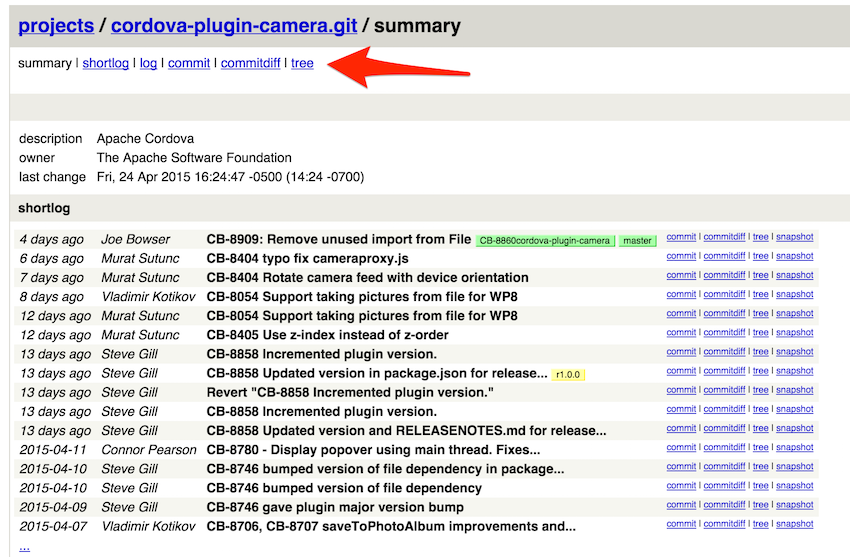 projects / cordova-plugin-camera.git / summary
summary | shortlog | log | commit | commitdiff | tree
description Apache Cordova
owner The Apache Software Foundation
last change Fri, 24 Apr 2015 16:24:47 -0500 (14:24 -0700)
shortlog
4 days ago Joe Bowser CB-8909: Remove unused import from File CB-8860cordova-plugin-camera master commit | commitdiff | tree | snapshot
6 days ago Murat Sutunc CB-8404 typo fix cameraproxy.js commit | commitdiff | tree | snapshot
7 days ago Murat Sutunc CB-8404 Rotate camera feed with device orientation commit | commitdiff | tree | snapshot
8 days ago Vladimir Kotikov CB-8054 Support taking pictures from file for WP8 commit | commitdiff | tree | snapshot
12 days ago Murat Sutunc CB-8054 Support taking pictures from file for WP8 commit | commitdiff | tree | snapshot
12 days ago Murat Sutunc CB-8405 Use z-index instead of z-order commit | commitdiff | tree | snapshot
13 days ago Steve Gill CB-8858 Incremented plugin version. commit | commitdiff | tree | snapshot
13 days ago Steve Gill CB-8858 Updated version in package.json for release... r1.0.0 commit | commitdiff | tree | snapshot
13 days ago Steve Gill Revert "CB-8858 Incremented plugin version." commit | commitdiff | tree | snapshot
13 days ago Steve Gill CB-8858 Incremented plugin version. commit | commitdiff | tree | snapshot
13 days ago Steve Gill CB-8858 Updated version and RELEASENOTES.md for release... commit | commitdiff | tree | snapshot
2015-04-11 Connor Pearson CB-8780 - Display popover using main thread. Fixes... commit | commitdiff | tree | snapshot
2015-04-10 Steve Gill CB-8746 bumped version of file dependency in package... commit | commitdiff | tree | snapshot
2015-04-10 Steve Gill CB-8746 bumped version of file dependency commit | commitdiff | tree | snapshot
2015-04-09 Steve Gill CB-8746 gave plugin major version bump commit | commitdiff | tree | snapshot
2015-04-07 Vladimir Kotikov CB-8706, CB-8707 saveToPhotoAlbum improvements and... commit | commitdiff | tree | snapshot
...